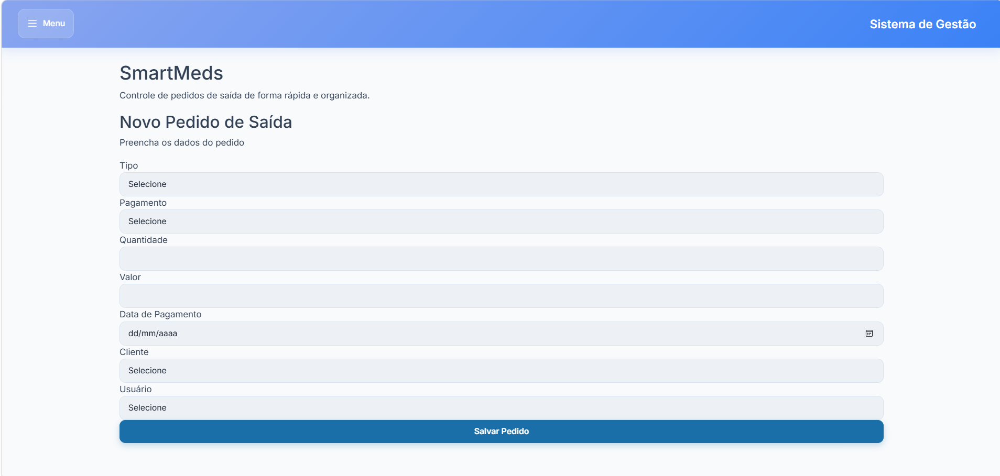 Menu
Sistema de Gestão
SmartMeds
Controle de pedidos de saída de forma rápida e organizada.
Novo Pedido de Saída
Preencha os dados do pedido
Tipo
Selecione
Pagamento
Selecione
Quantidade
Valor
Data de Pagamento
dd/mm/aaaa
Cliente
Selecione
Usuário
Selecione
Salvar Pedido